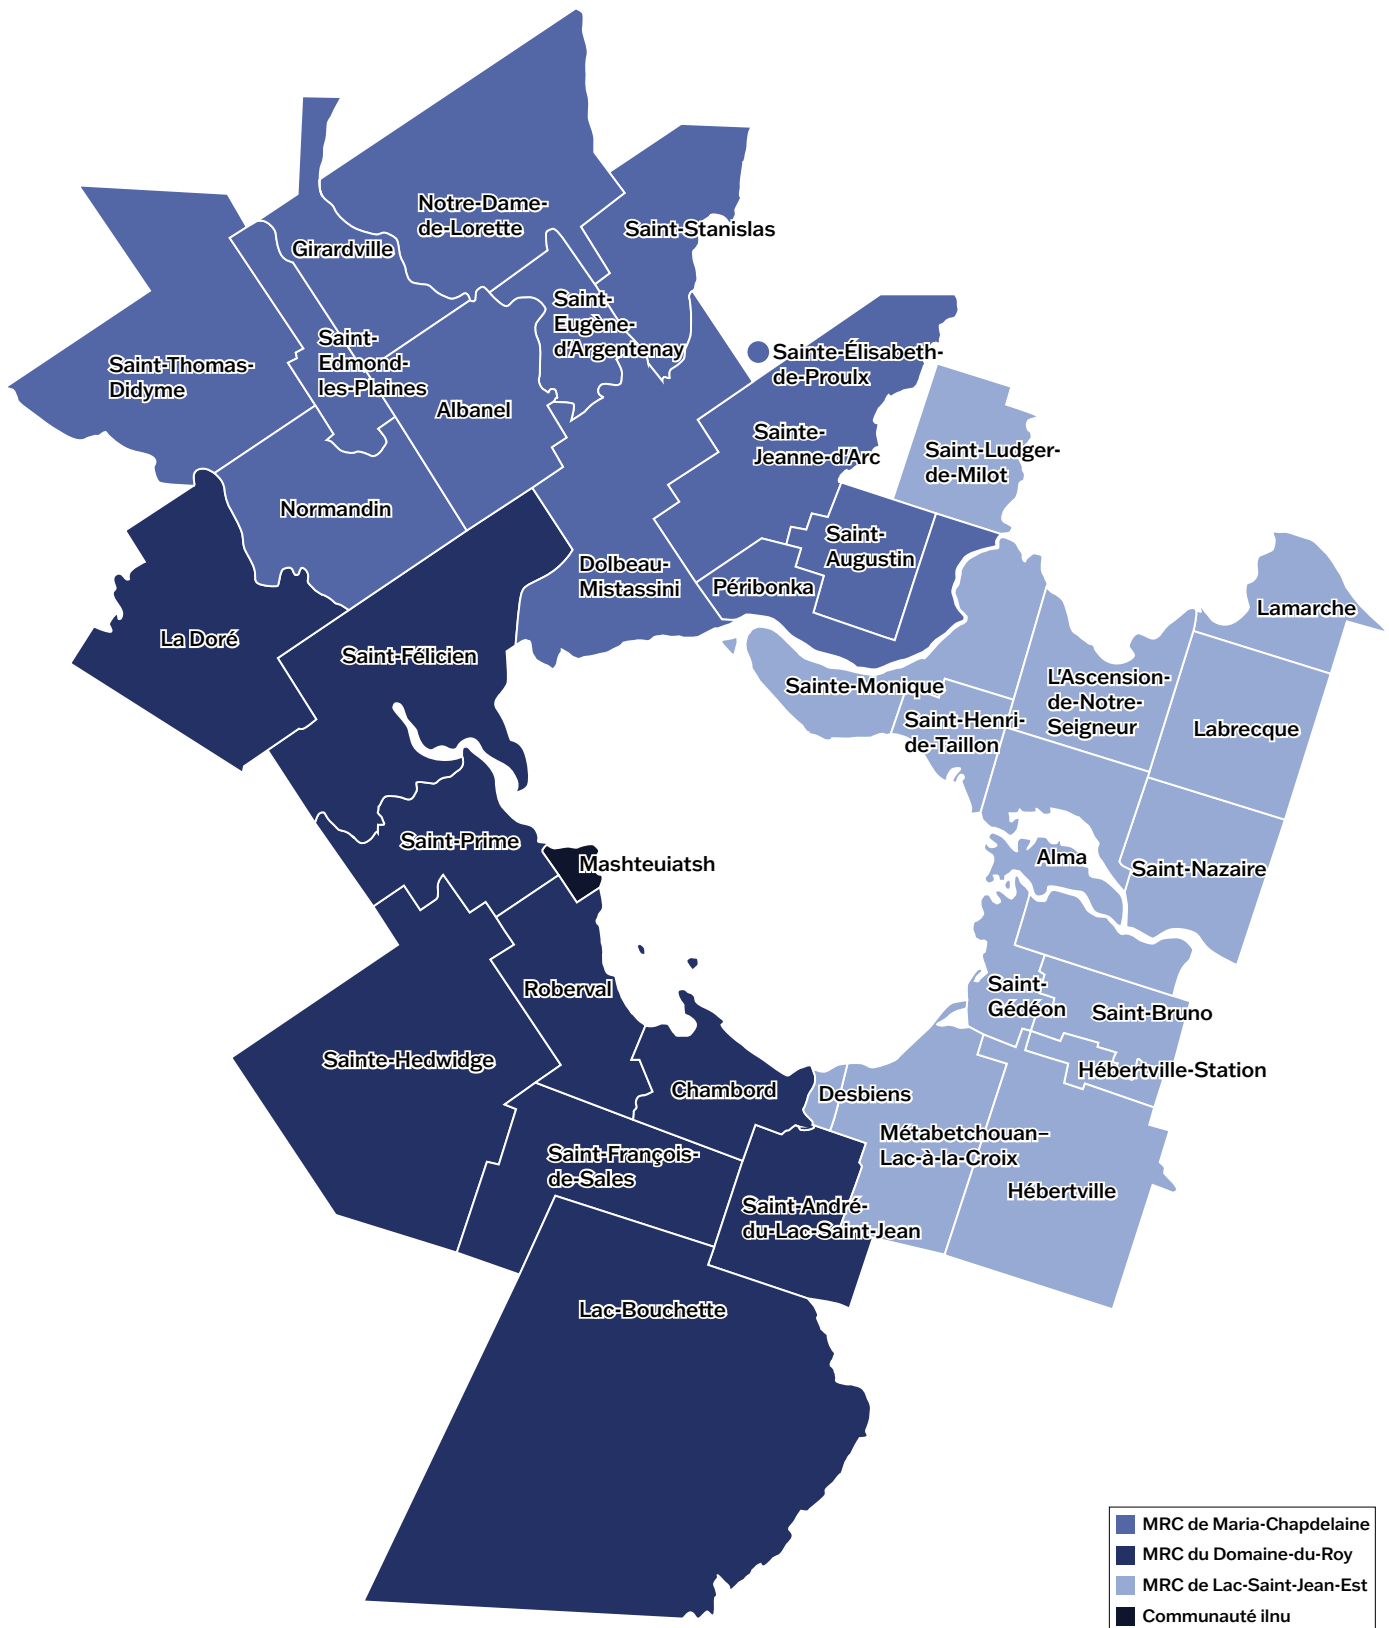 Notre-Dame-
de-Lorette
Saint-Stanislas
Girardville
Saint-
Eugène-
d'Argentenay
Saint-
Edmond-
les-Plaines
Saint-Thomas-
Didyme
Sainte-Élisabeth-
de-Proulx
Albanel
Sainte-
Jeanne-d'Arc
Saint-Ludger-
de-Milot
Normandin
Saint-
Augustin
Dolbeau-
Mistassini
Péribonka
Lamarche
La Doré
Saint-Félicien
Sainte-Monique
L'Ascension-
de-Notre-
Seigneur
Saint-Henri-
de-Taillon
Labrecque
Saint-Prime
Mashteuiatsh
Alma
Saint-Nazaire
Roberval
Saint-
Gédéon
Saint-Bruno
Sainte-Hedwidge
Hébertville-Station
Chambord
Desbiens
Métabetchouan–
Lac-à-la-Croix
Saint-François-
de-Sales
Hébertville
Saint-André-
du-Lac-Saint-Jean
Lac-Bouchette
MRC de Maria-Chapdelaine
MRC du Domaine-du-Roy
MRC de Lac-Saint-Jean-Est
Communauté ilnu